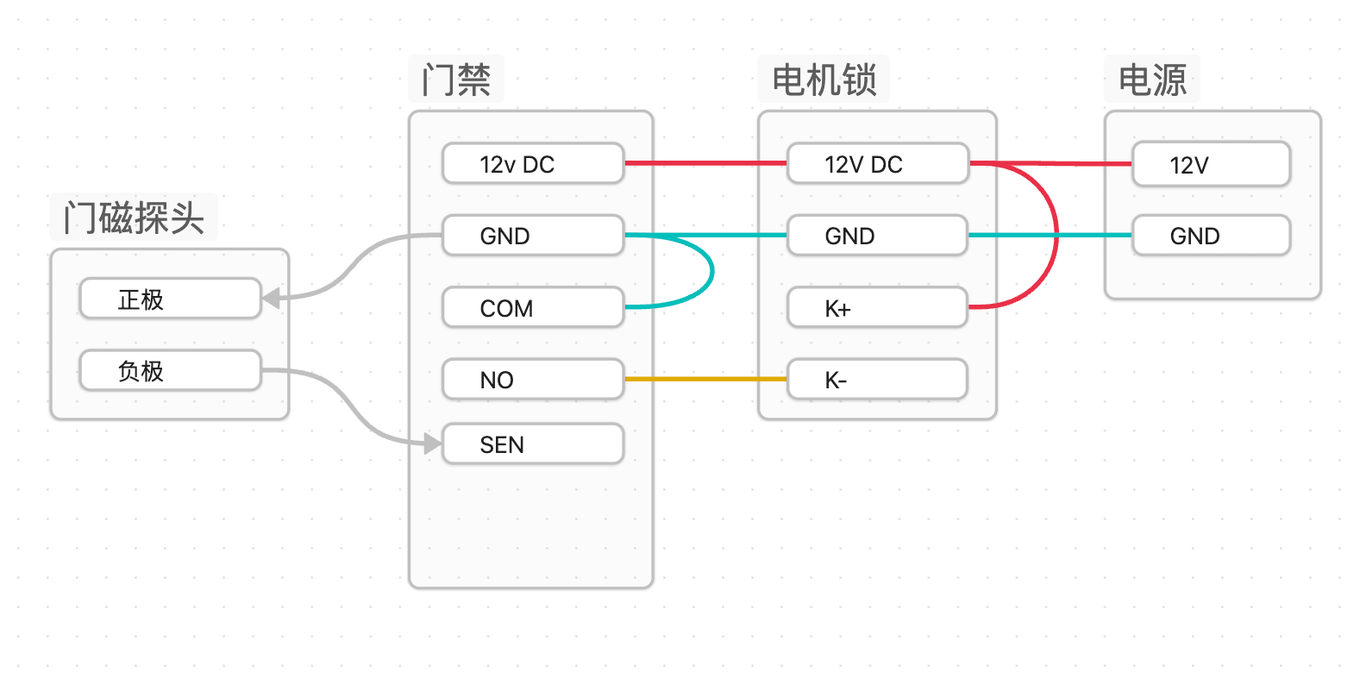 门磁探头
正极
负极
门禁
12v DC
GND
COM
NO
SEN
电机锁
12V DC
GND
K+
K-
电源
12V
GND